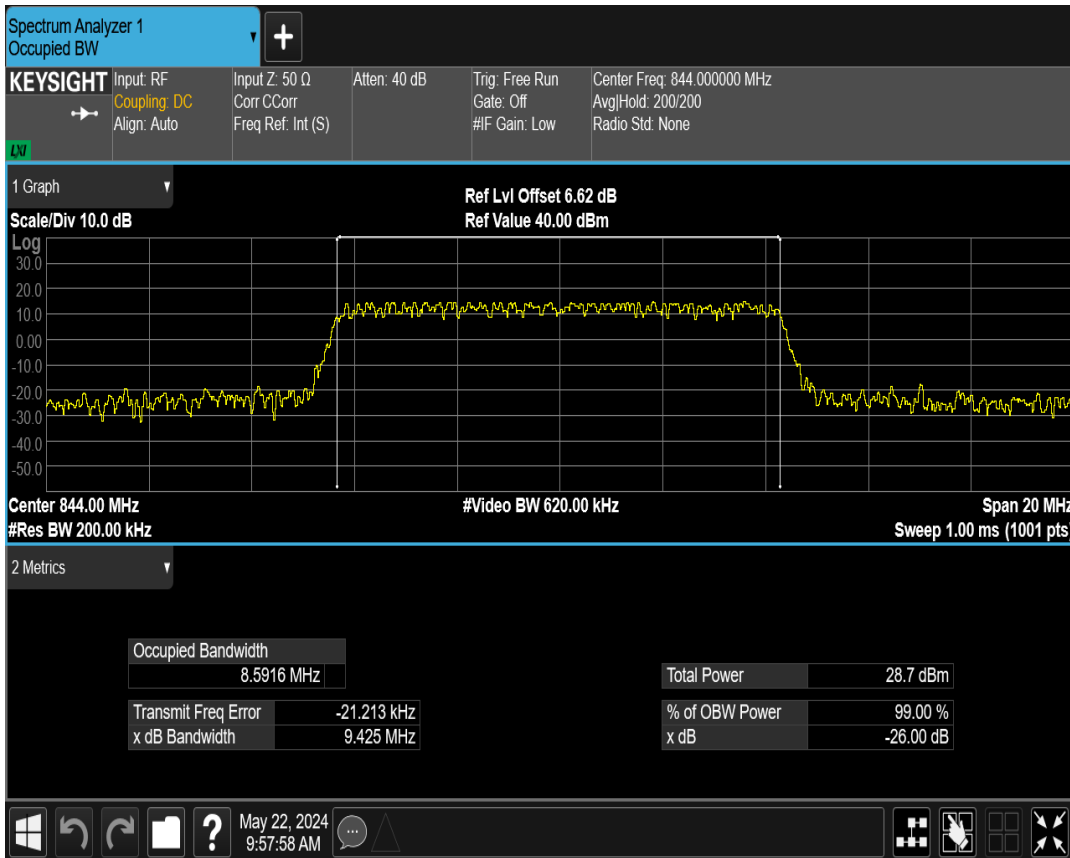 Spectrum Analyzer 1
Occupied BW
+
KEYSIGHT
LXI
Input: RF
Coupling: DC
Align: Auto
Input Z: 50 Ω
Corr CCorr
Freq Ref: Int (S)
Atten: 40 dB
Trig: Free Run
Gate: Off
#IF Gain: Low
Center Freq: 844.000000 MHz
Avg|Hold: 200/200
Radio Std: None
1 Graph
Scale/Div 10.0 dB
Ref Lvl Offset 6.62 dB
Ref Value 40.00 dBm
Log
30.0
20.0
10.0
0.00
-10.0
-20.0
-30.0
-40.0
-50.0
Center 844.00 MHz
#Video BW 620.00 kHz
Span 20 MHz
#Res BW 200.00 kHz
Sweep 1.00 ms (1001 pts)
2 Metrics
Occupied Bandwidth
8.5916 MHz
Transmit Freq Error -21.213 kHz
x dB Bandwidth 9.425 MHz
Total Power 28.7 dBm
% of OBW Power 99.00 %
x dB -26.00 dB
?
May 22, 2024
9:57:58 AM